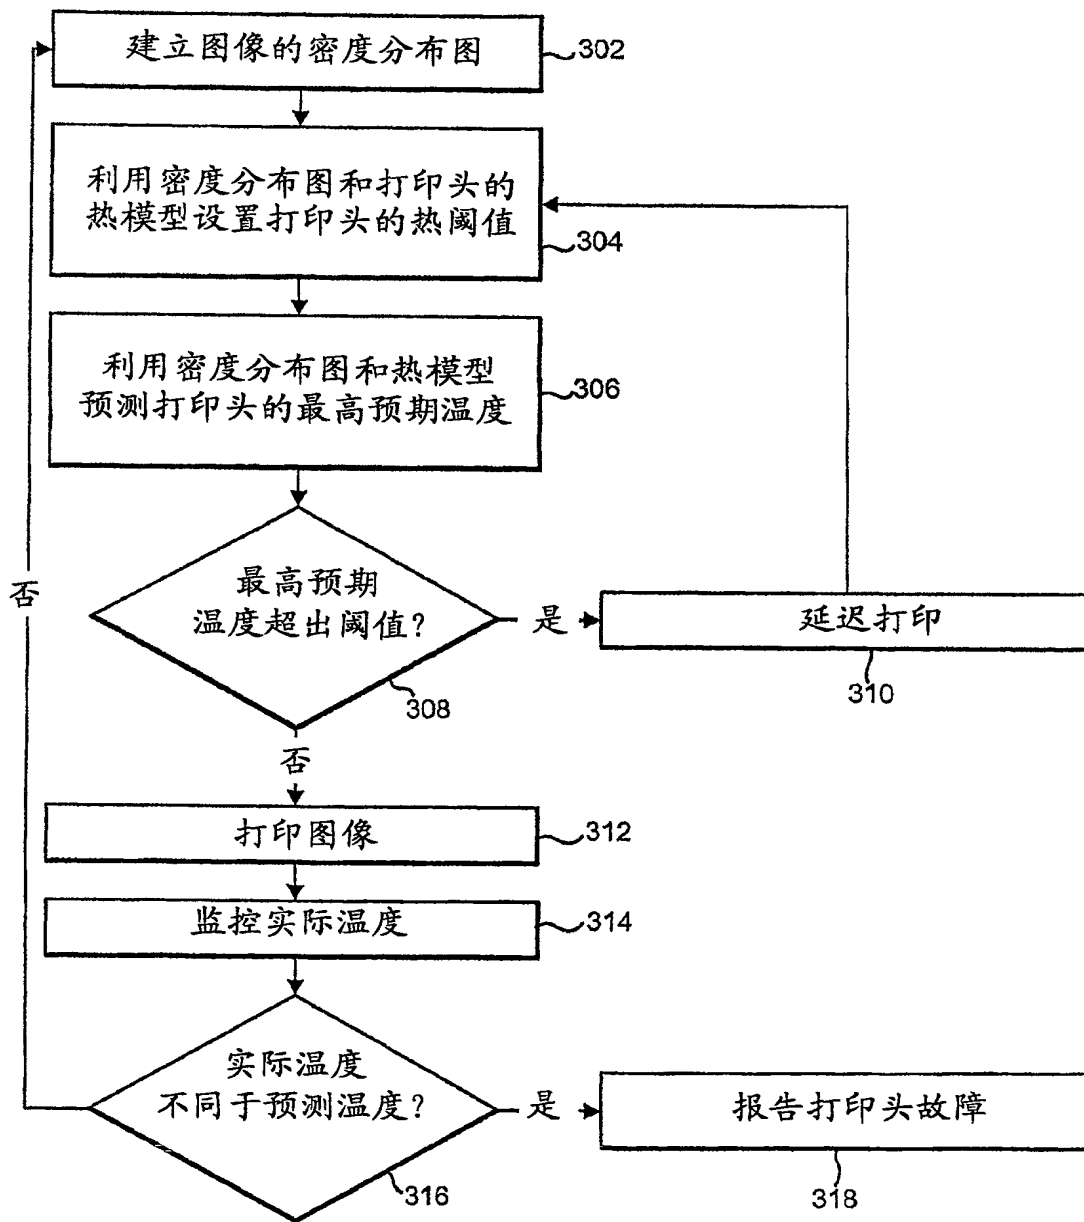 建立图像的密度分布图
302
利用密度分布图和打印头的
热模型设置打印头的热阈值
304
利用密度分布图和热模型
预测打印头的最高预期温度
306
最高预期
温度超出阈值?
308
是
延迟打印
310
否
否
打印图像
312
监控实际温度
314
实际温度
不同于预测温度?
316
是
报告打印头故障
318